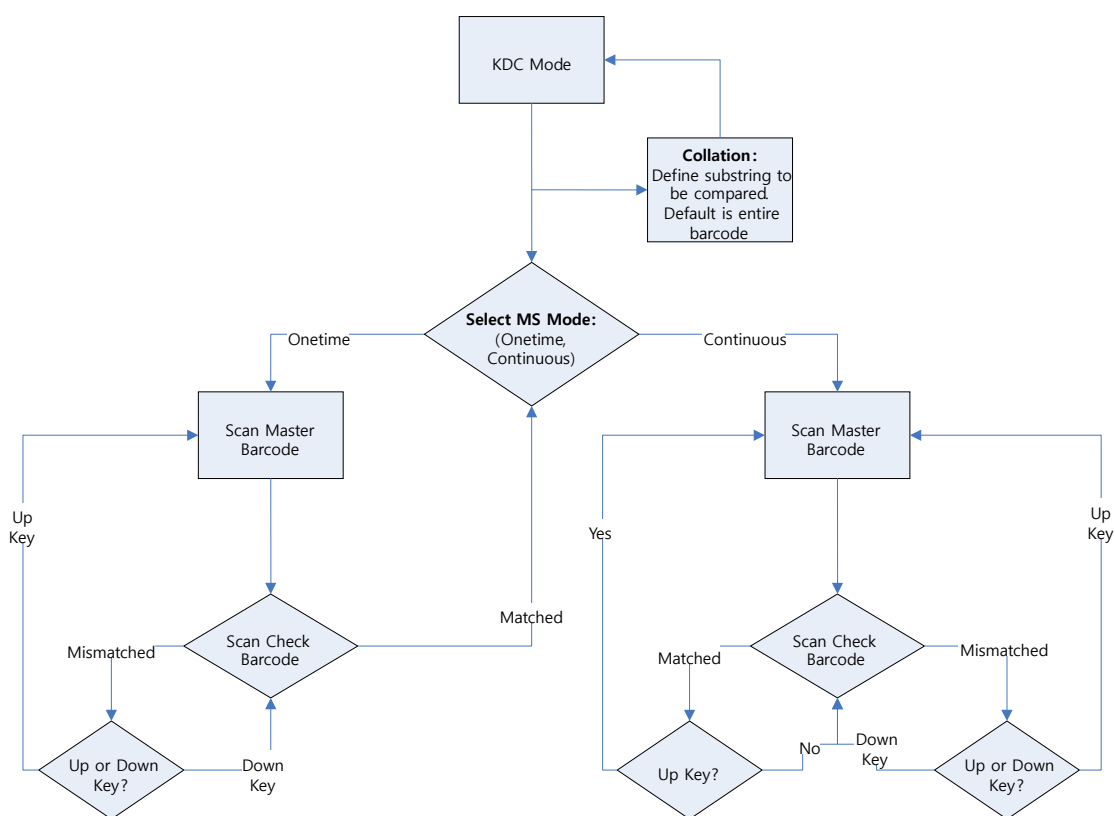 KDC Mode
Collation:
Define substring to
be compared.
Default is entire
barcode
Select MS Mode:
(Onetime,
Continuous)
Onetime
Continuous
Scan Master
Barcode
Scan Master
Barcode
Up
Key
Yes
Up
Key
Matched
Scan Check
Barcode
Mismatched
Scan Check
Barcode
Matched
Mismatched
Up or Down
Key?
Down
Key
Up Key?
No
Down
Key
Up or Down
Key?